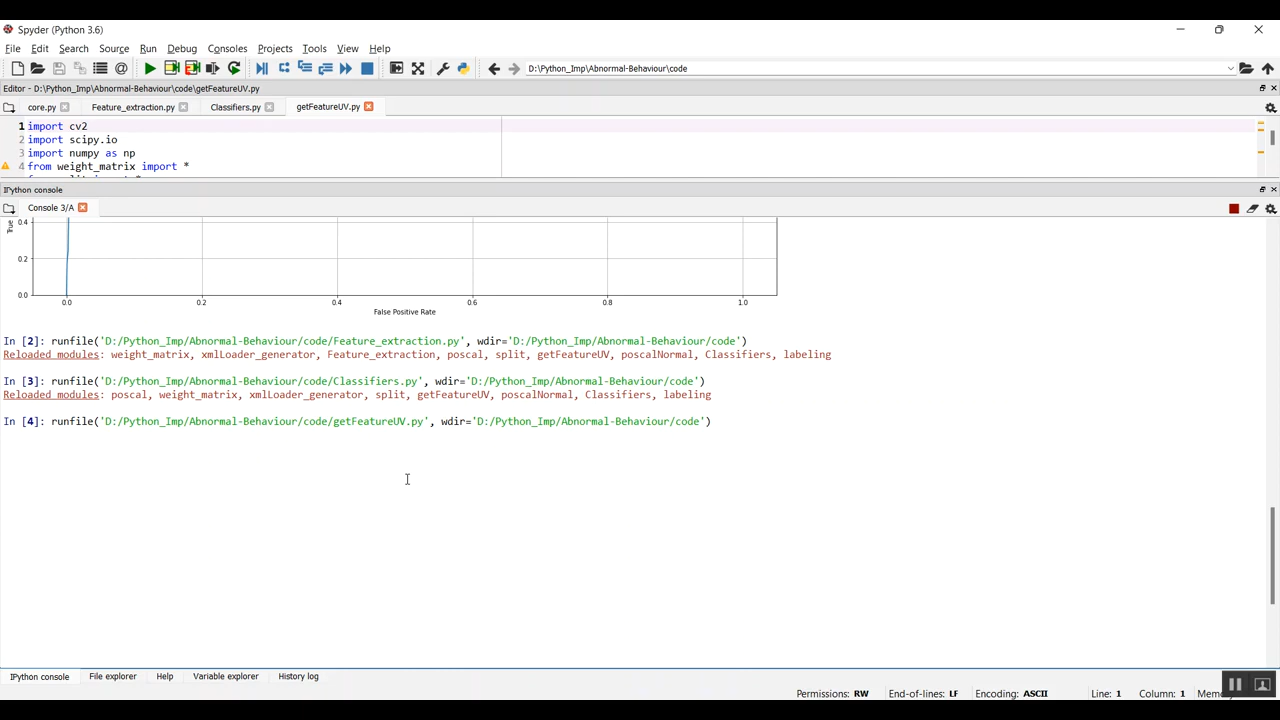 Spyder (Python 3.6)
File Edit Search Source Run Debug Consoles Projects Tools View Help
D:\Python_Imp\Abnormal-Behaviour\code
Editor - D:\Python_Imp\Abnormal-Behaviour\code\getFeatureUV.py
core.py Feature_extraction.py Classifiers.py getFeatureUV.py
1 import cv2
2 import scipy.io
3 import numpy as np
4 from weight_matrix import *
IPython console
Console 3/A
True
0.4
0.2
0.0
0.0 0.2 0.4 0.6 0.8 1.0
False Positive Rate
In [2]: runfile('D:/Python_Imp/Abnormal-Behaviour/code/Feature_extraction.py', wdir='D:/Python_Imp/Abnormal-Behaviour/code')
Reloaded modules: weight_matrix, xmlLoader_generator, Feature_extraction, poscal, split, getFeatureUV, poscalNormal, Classifiers, labeling
In [3]: runfile('D:/Python_Imp/Abnormal-Behaviour/code/Classifiers.py', wdir='D:/Python_Imp/Abnormal-Behaviour/code')
Reloaded modules: poscal, weight_matrix, xmlLoader_generator, split, getFeatureUV, poscalNormal, Classifiers, labeling
In [4]: runfile('D:/Python_Imp/Abnormal-Behaviour/code/getFeatureUV.py', wdir='D:/Python_Imp/Abnormal-Behaviour/code')
IPython console File explorer Help Variable explorer History log
Permissions: RW End-of-lines: LF Encoding: ASCII Line: 1 Column: 1